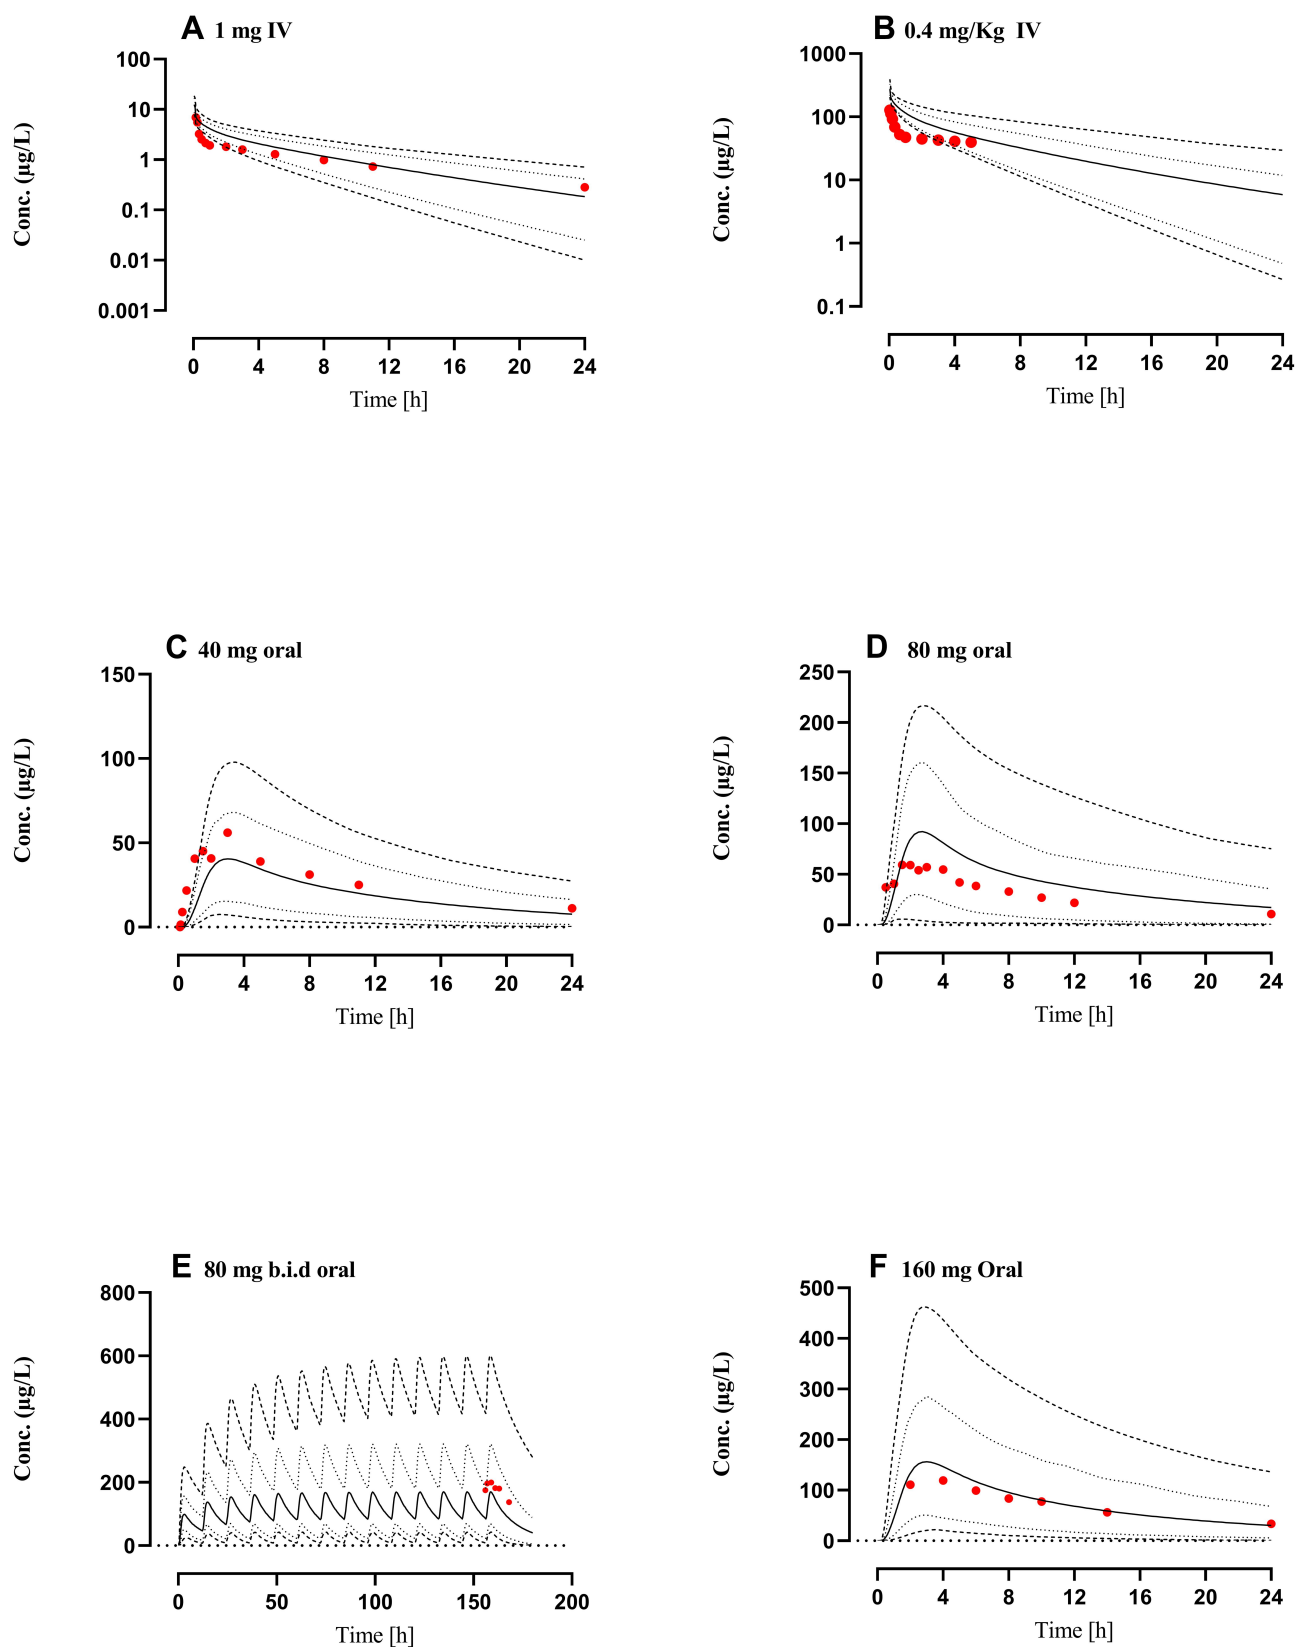 A 1 mg IV
Conc. (µg/L)
100
10
1
0.1
0.01
0.001
0 4 8 12 16 20 24
Time [h]
B 0.4 mg/Kg IV
Conc. (µg/L)
1000
100
10
1
0.1
0 4 8 12 16 20 24
Time [h]
C 40 mg oral
Conc. (µg/L)
150
100
50
0
0 4 8 12 16 20 24
Time [h]
D 80 mg oral
Conc. (µg/L)
250
200
150
100
50
0
0 4 8 12 16 20 24
Time [h]
E 80 mg b.i.d oral
Conc. (µg/L)
800
600
400
200
0
0 50 100 150 200
Time [h]
F 160 mg Oral
Conc. (µg/L)
500
400
300
200
100
0
0 4 8 12 16 20 24
Time [h]